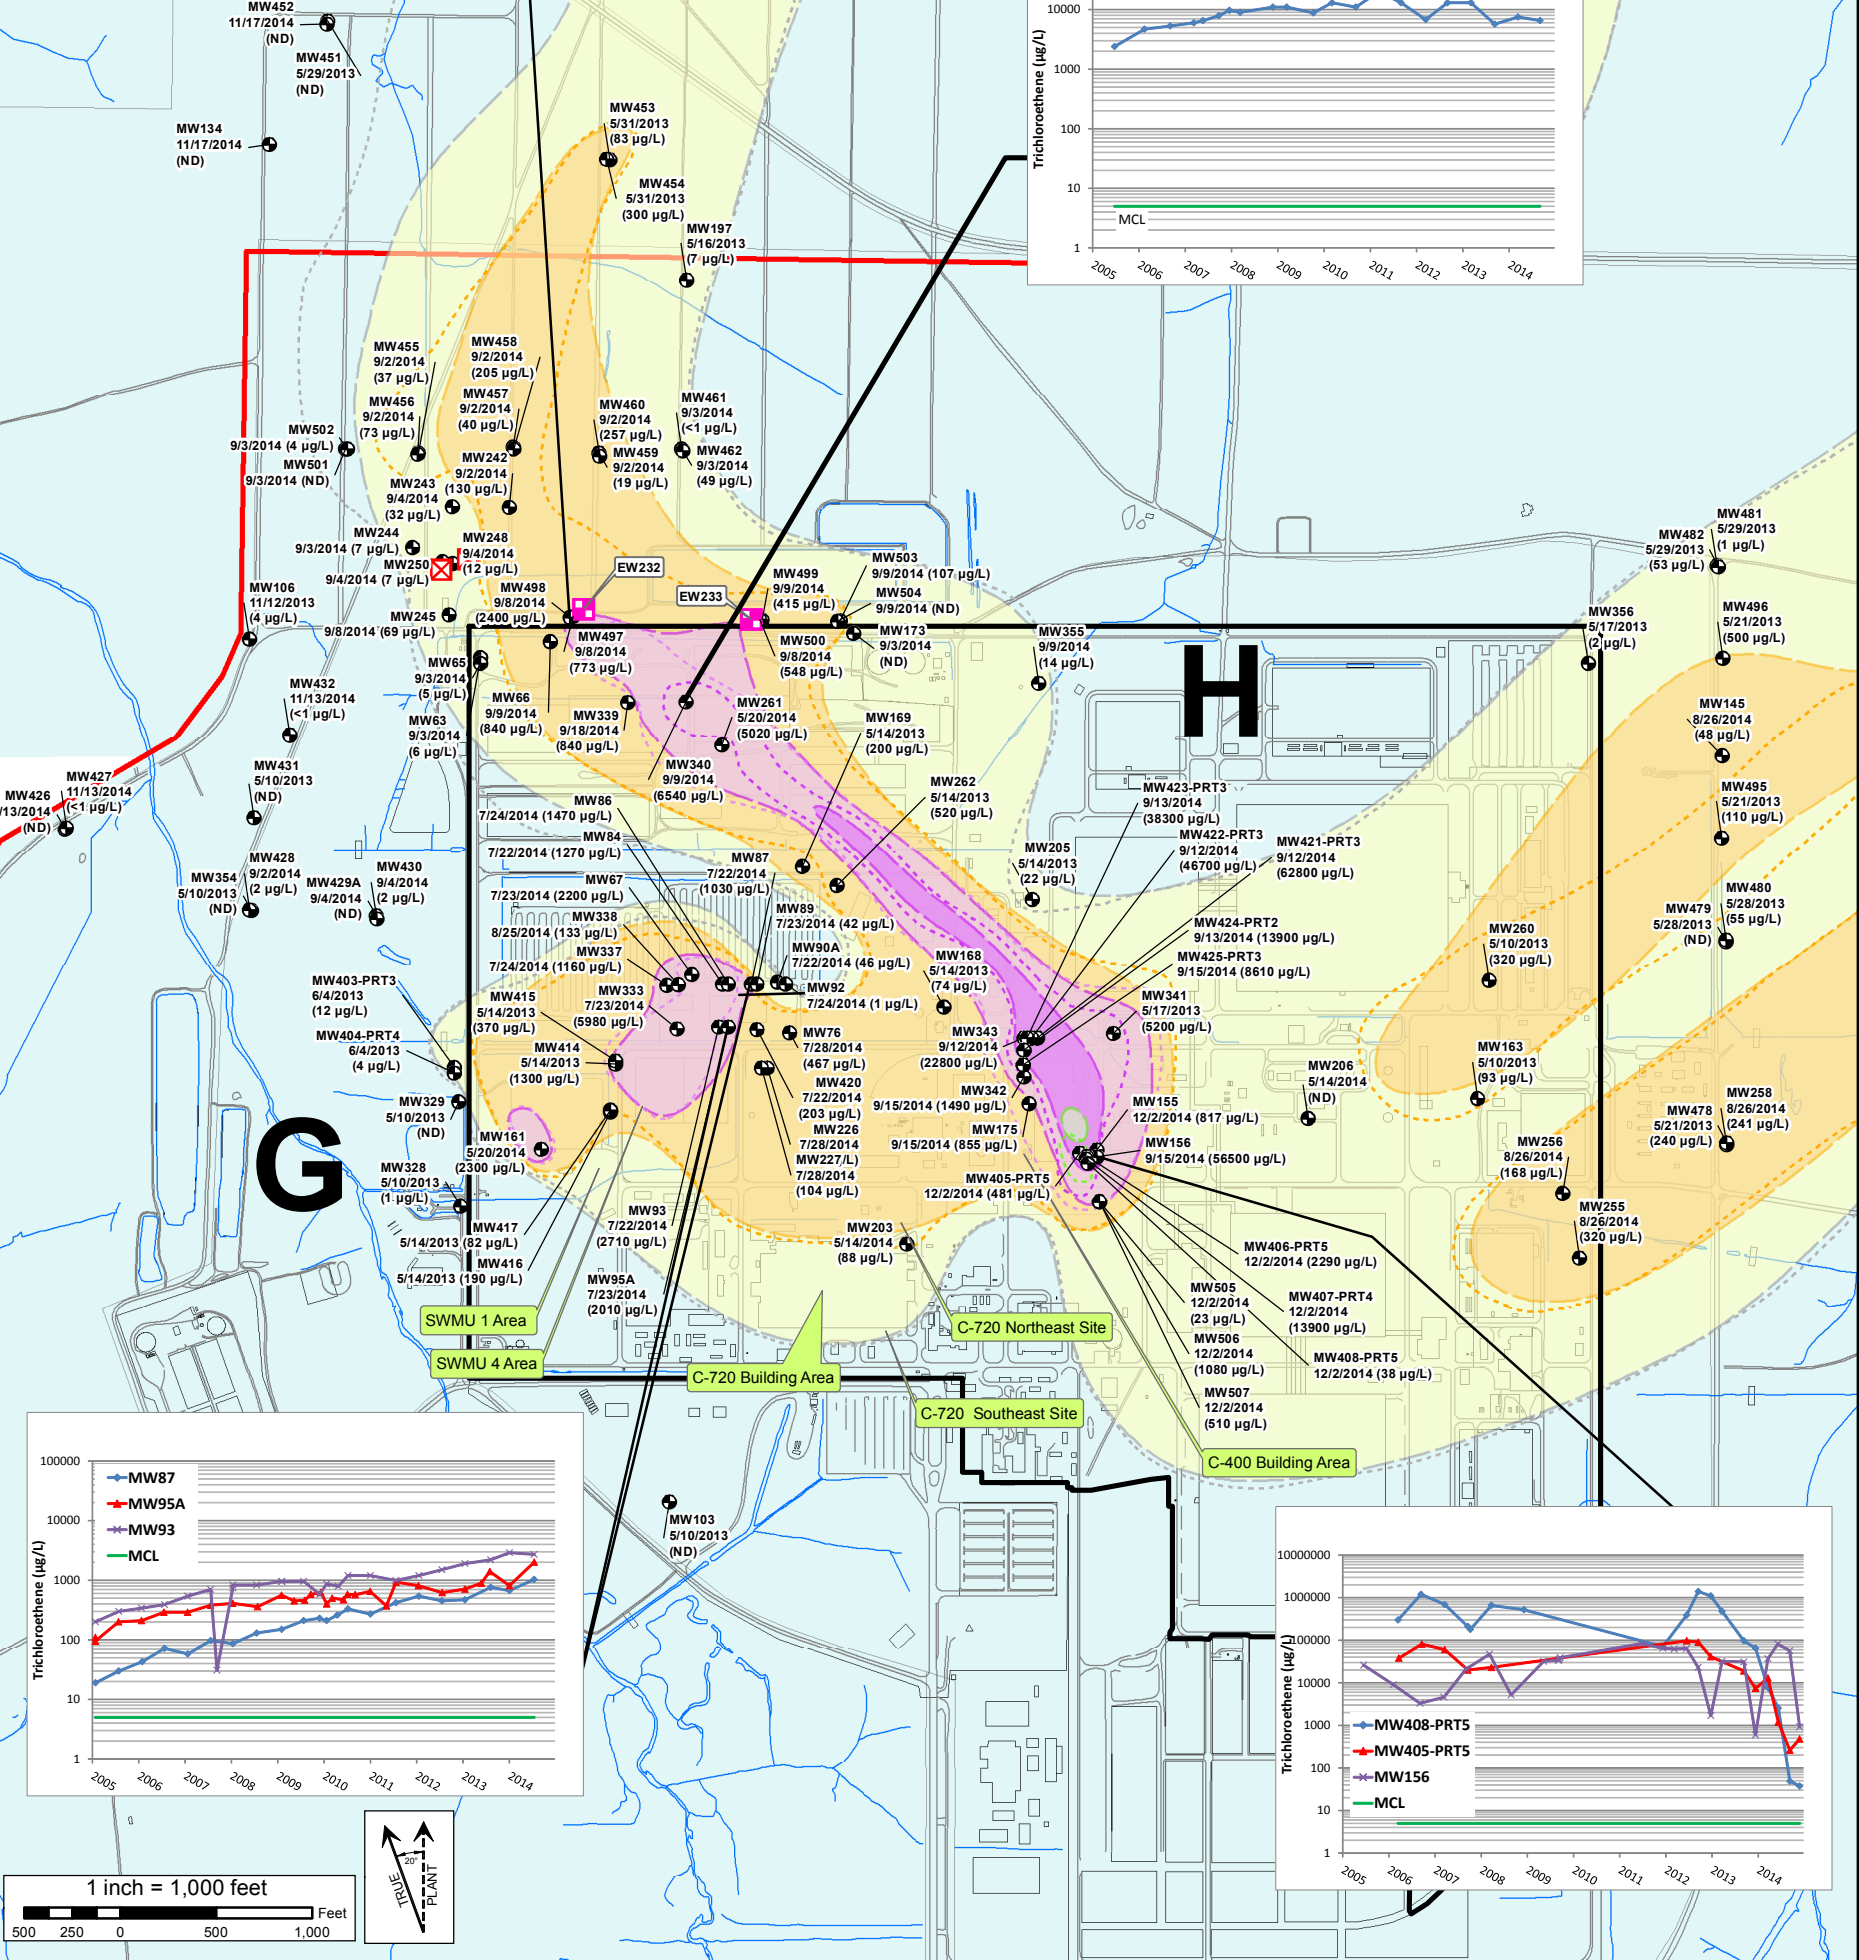 MW452
11/17/2014
(ND)
MW451
5/29/2013
(ND)
MW134
11/17/2014
(ND)
MW453
5/31/2013
(83 µg/L)
MW454
5/31/2013
(300 µg/L)
MW197
5/16/2013
(7 µg/L)
Trichloroethene (µg/L)
10000
1000
100
10
1
MCL
2005
2006
2007
2008
2009
2010
2011
2012
2013
2014
MW455
9/2/2014
(37 µg/L)
MW458
9/2/2014
(205 µg/L)
MW456
9/2/2014
(73 µg/L)
MW457
9/2/2014
(40 µg/L)
MW460
9/2/2014
(257 µg/L)
MW461
9/3/2014
(<1 µg/L)
MW502
9/3/2014 (4 µg/L)
MW501
9/3/2014 (ND)
MW242
9/2/2014
(130 µg/L)
MW459
9/2/2014
(19 µg/L)
MW462
9/3/2014
(49 µg/L)
MW243
9/4/2014
(32 µg/L)
MW244
9/3/2014 (7 µg/L)
MW248
9/4/2014
(12 µg/L)
MW250
9/4/2014 (7 µg/L)
EW232
EW233
MW106
11/12/2013
(4 µg/L)
MW245
9/8/2014 (69 µg/L)
MW498
9/8/2014
(2400 µg/L)
MW497
9/8/2014
(773 µg/L)
MW499
9/9/2014
(415 µg/L)
MW500
9/8/2014
(548 µg/L)
MW503
9/9/2014 (107 µg/L)
MW504
9/9/2014 (ND)
MW173
9/3/2014
(ND)
MW355
9/9/2014
(14 µg/L)
H
MW482
5/29/2013
(53 µg/L)
MW481
5/29/2013
(1 µg/L)
MW356
5/17/2013
(2 µg/L)
MW496
5/21/2013
(500 µg/L)
MW65
9/3/2014
(5 µg/L)
MW63
9/3/2014
(6 µg/L)
MW66
9/9/2014
(840 µg/L)
MW339
9/18/2014
(840 µg/L)
MW261
5/20/2014
(5020 µg/L)
MW340
9/9/2014
(6540 µg/L)
MW169
5/14/2013
(200 µg/L)
MW262
5/14/2013
(520 µg/L)
MW432
11/13/2014
(<1 µg/L)
MW431
5/10/2013
(ND)
MW427
11/13/2014
(<1 µg/L)
MW426
/13/2014
(ND)
MW428
9/2/2014
(2 µg/L)
MW354
5/10/2013
(ND)
MW429A
9/4/2014
(ND)
MW430
9/4/2014
(2 µg/L)
MW145
8/26/2014
(48 µg/L)
MW495
5/21/2013
(110 µg/L)
MW480
5/28/2013
(55 µg/L)
MW479
5/28/2013
(ND)
MW86
7/24/2014 (1470 µg/L)
MW84
7/22/2014 (1270 µg/L)
MW67
7/23/2014 (2200 µg/L)
MW338
8/25/2014 (133 µg/L)
MW337
7/24/2014 (1160 µg/L)
MW333
7/23/2014
(5980 µg/L)
MW87
7/22/2014
(1030 µg/L)
MW89
7/23/2014 (42 µg/L)
MW90A
7/22/2014 (46 µg/L)
MW92
7/24/2014 (1 µg/L)
MW423-PRT3
9/13/2014
(38300 µg/L)
MW422-PRT3
9/12/2014
(46700 µg/L)
MW421-PRT3
9/12/2014
(62800 µg/L)
MW205
5/14/2013
(22 µg/L)
MW424-PRT2
9/13/2014 (13900 µg/L)
MW425-PRT3
9/15/2014 (8610 µg/L)
MW168
5/14/2013
(74 µg/L)
MW341
5/17/2013
(5200 µg/L)
MW343
9/12/2014
(22800 µg/L)
MW342
9/15/2014 (1490 µg/L)
MW175
9/15/2014 (855 µg/L)
MW260
5/10/2013
(320 µg/L)
MW163
5/10/2013
(93 µg/L)
MW206
5/14/2014
(ND)
MW258
8/26/2014
(241 µg/L)
MW478
5/21/2013
(240 µg/L)
MW256
8/26/2014
(168 µg/L)
MW255
8/26/2014
(320 µg/L)
MW403-PRT3
6/4/2013
(12 µg/L)
MW404-PRT4
6/4/2013
(4 µg/L)
MW415
5/14/2013
(370 µg/L)
MW414
5/14/2013
(1300 µg/L)
MW329
5/10/2013
(ND)
MW161
5/20/2014
(2300 µg/L)
MW328
5/10/2013
(1 µg/L)
G
MW76
7/28/2014
(467 µg/L)
MW420
7/22/2014
(203 µg/L)
MW226
7/28/2014
MW227/L)
7/28/2014
(104 µg/L)
MW155
12/2/2014 (817 µg/L)
MW156
9/15/2014 (56500 µg/L)
MW405-PRT5
12/2/2014 (481 µg/L)
MW93
7/22/2014
(2710 µg/L)
MW95A
7/23/2014
(2010 µg/L)
MW417
5/14/2013 (82 µg/L)
MW416
5/14/2013 (190 µg/L)
MW203
5/14/2014
(88 µg/L)
MW406-PRT5
12/2/2014 (2290 µg/L)
MW505
12/2/2014
(23 µg/L)
MW407-PRT4
12/2/2014
(13900 µg/L)
MW506
12/2/2014
(1080 µg/L)
MW408-PRT5
12/2/2014 (38 µg/L)
MW507
12/2/2014
(510 µg/L)
SWMU 1 Area
SWMU 4 Area
C-720 Building Area
C-720 Northeast Site
C-720 Southeast Site
C-400 Building Area
MW103
5/10/2013
(ND)
Trichloroethene (µg/L)
100000
10000
1000
100
10
1
MW87
MW95A
MW93
MCL
2005
2006
2007
2008
2009
2010
2011
2012
2013
2014
Trichloroethene (µg/L)
10000000
1000000
100000
10000
1000
100
10
1
MW408-PRT5
MW405-PRT5
MW156
MCL
2005
2006
2007
2008
2009
2010
2011
2012
2013
2014
1 inch = 1,000 feet
Feet
500 250 0 500 1,000
20°
TRUE
PLANT